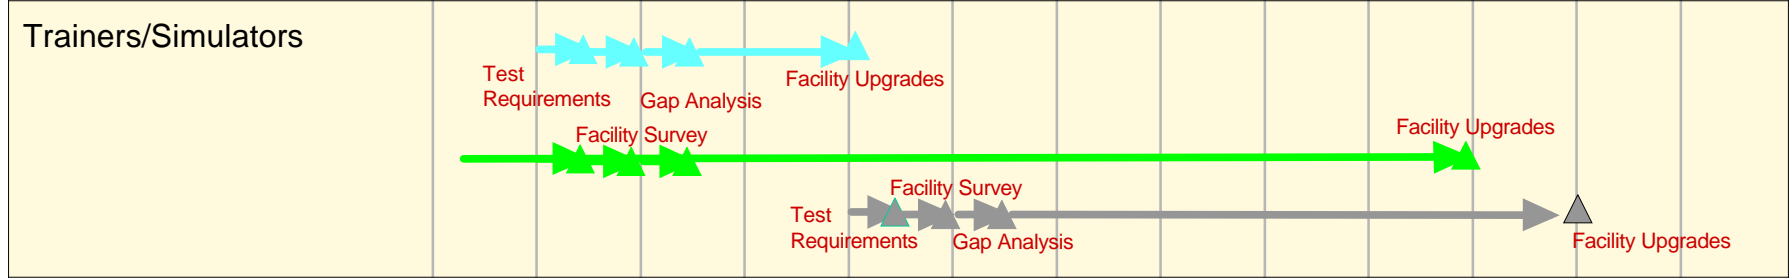 Trainers/Simulators
Test
Requirements
Gap Analysis
Facility Upgrades
Facility Survey
Facility Upgrades
Facility Survey
Test
Requirements
Gap Analysis
Facility Upgrades